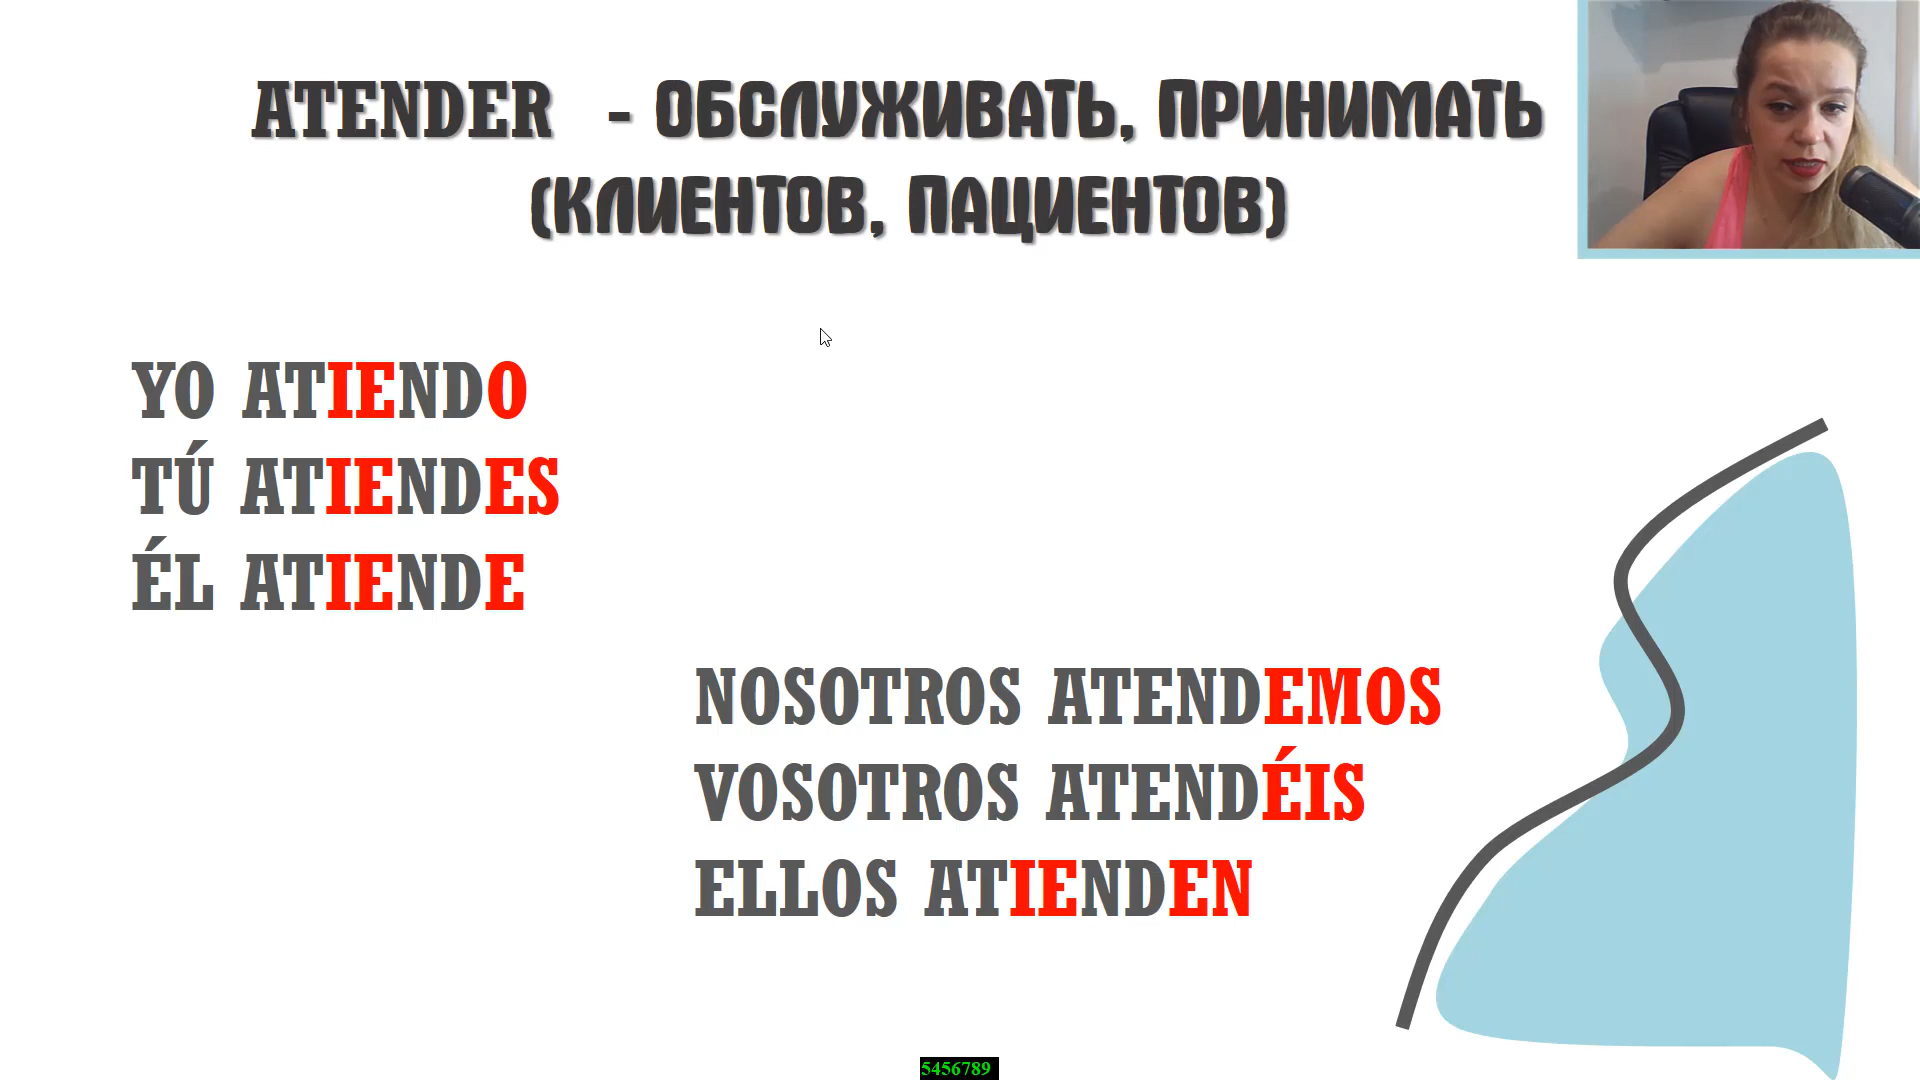 ATENDER - ОБСЛУЖИВАТЬ, ПРИНИМАТЬ
(КЛИЕНТОВ, ПАЦИЕНТОВ)
YO ATIENDO
TÚ ATIENDES
ÉL ATIENDE
NOSOTROS ATENDEMOS
VOSOTROS ATENDÉIS
ELLOS ATIENDEN
5456789